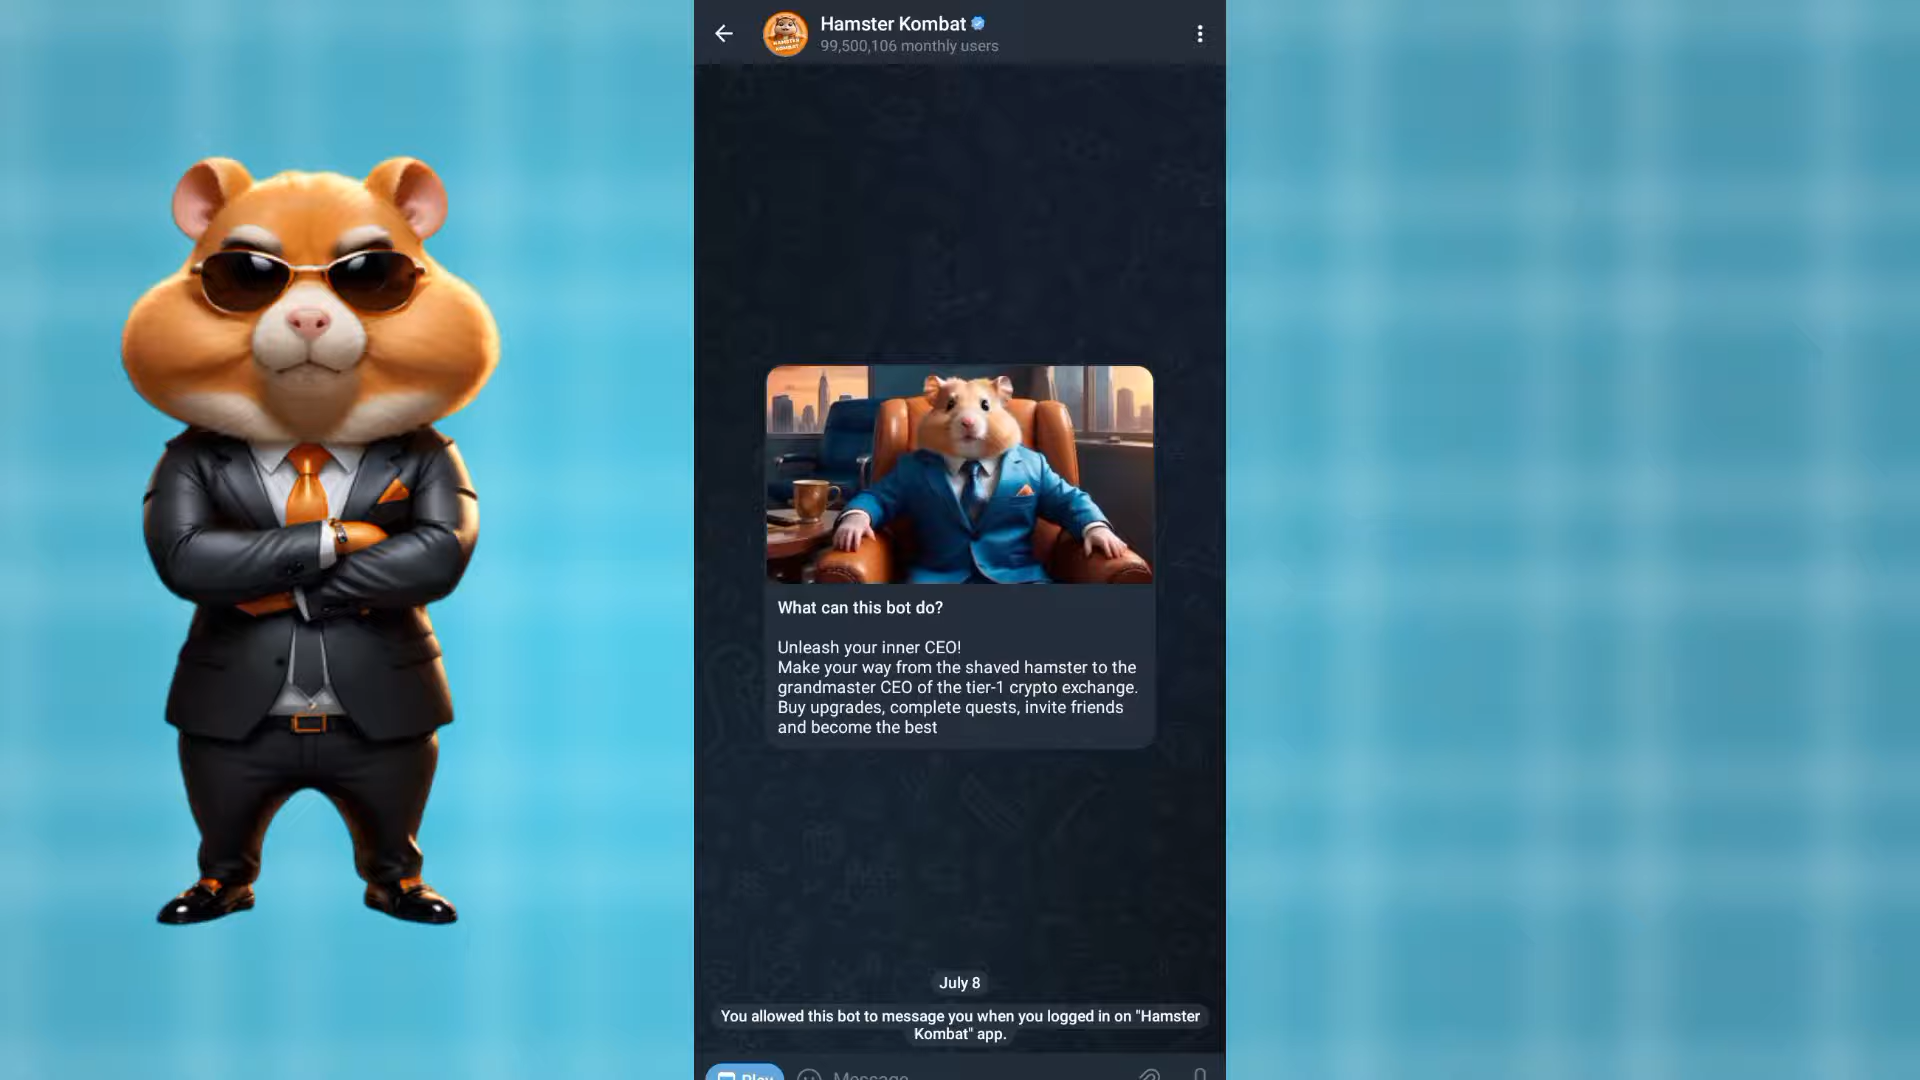 Hamster Kombat
99,500,106 monthly users
What can this bot do?
Unleash your inner CEO!
Make your way from the shaved hamster to the
grandmaster CEO of the tier-1 crypto exchange.
Buy upgrades, complete quests, invite friends
and become the best
July 8
You allowed this bot to message you when you logged in on "Hamster
Kombat" app.
Play
Message